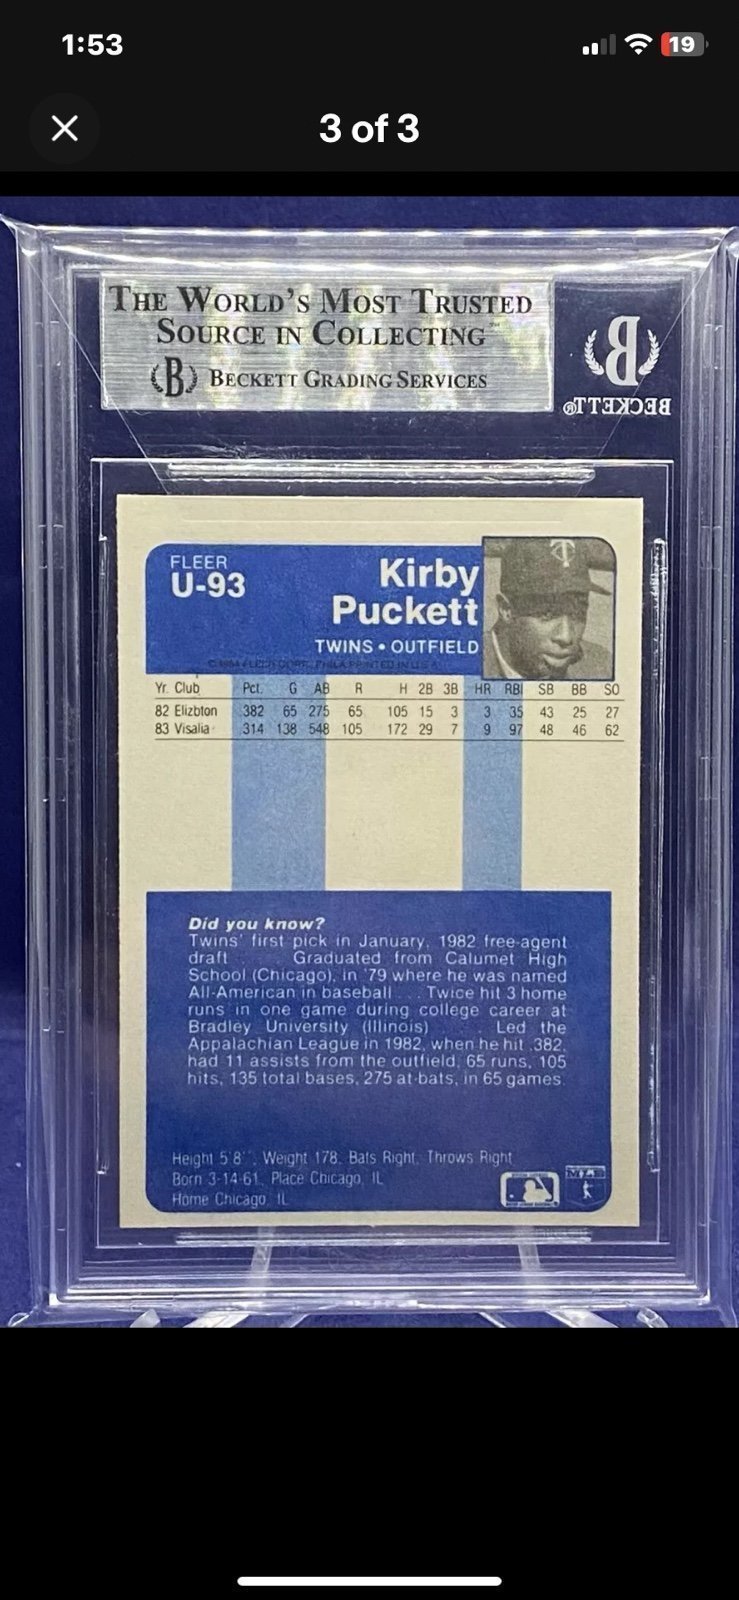 1:53
19
3 of 3
THE WORLD'S MOST TRUSTED
SOURCE IN COLLECTING™
B BECKETT GRADING SERVICES
B
BECKETT®
FLEER
U-93
Kirby
Puckett
TWINS • OUTFIELD
© 1984 FLEER CORP. PHILA PRINTED IN U.S.A.
T
Yr. Club Pct. G AB R H 2B 3B HR RBI SB BB SO
82 Elizbton 382 65 275 65 105 15 3 3 35 43 25 27
83 Visalia 314 138 548 105 172 29 7 9 97 48 46 62
Did you know?
Twins' first pick in January, 1982 free-agent
draft . . . Graduated from Calumet High
School (Chicago), in '79 where he was named
All-American in baseball . . . Twice hit 3 home
runs in one game during college career at
Bradley University (Illinois) . . . Led the
Appalachian League in 1982, when he hit .382,
had 11 assists from the outfield, 65 runs, 105
hits, 135 total bases, 275 at-bats, in 65 games.
Height 5'8", Weight 178, Bats Right, Throws Right
Born 3-14-61, Place Chicago, IL
Home Chicago, IL